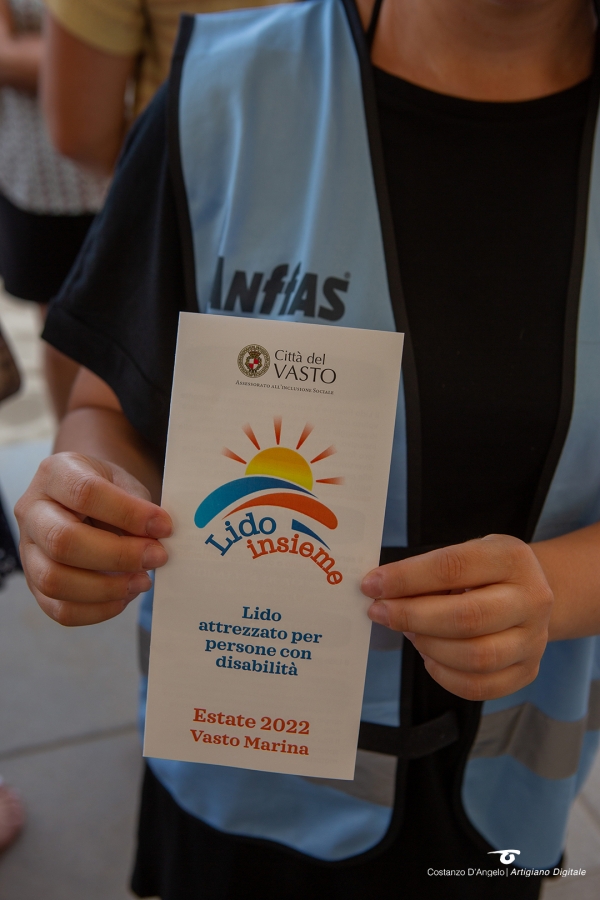 Anffas
Città del
VASTO
Assessorato all'Inclusione Sociale
Lido
insieme
Lido
attrezzato per
persone con
disabilità
Estate 2022
Vasto Marina
Costanzo D'Angelo | Artigiano Digitale